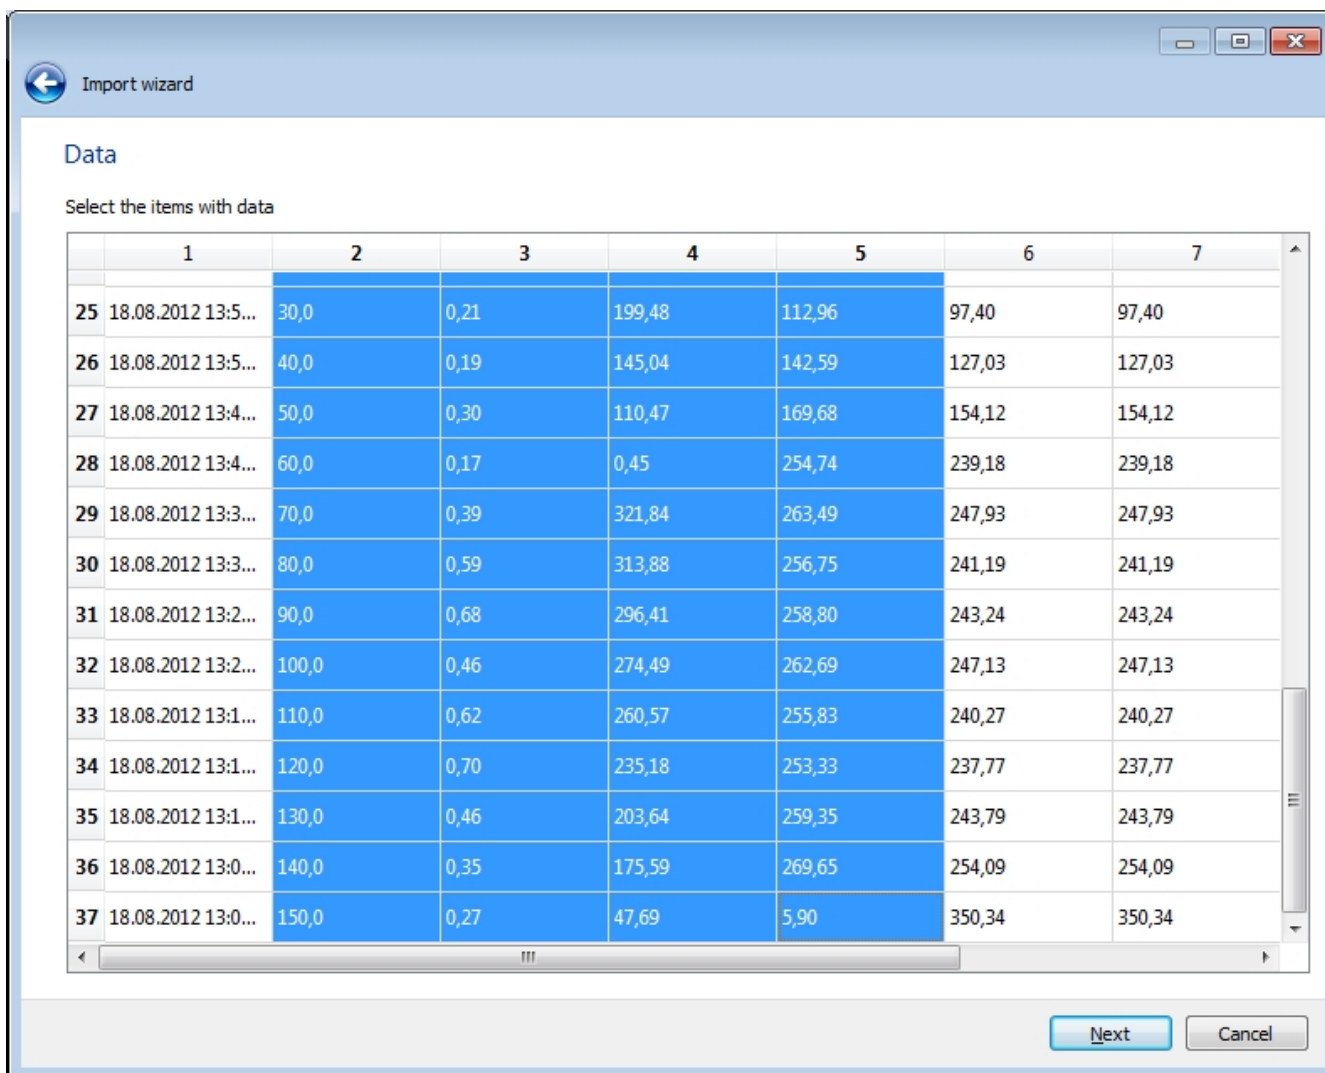 Import wizard
Data
Select the items with data
1 2 3 4 5 6 7
25 18.08.2012 13:5... 30,0 0,21 199,48 112,96 97,40 97,40
26 18.08.2012 13:5... 40,0 0,19 145,04 142,59 127,03 127,03
27 18.08.2012 13:4... 50,0 0,30 110,47 169,68 154,12 154,12
28 18.08.2012 13:4... 60,0 0,17 0,45 254,74 239,18 239,18
29 18.08.2012 13:3... 70,0 0,39 321,84 263,49 247,93 247,93
30 18.08.2012 13:3... 80,0 0,59 313,88 256,75 241,19 241,19
31 18.08.2012 13:2... 90,0 0,68 296,41 258,80 243,24 243,24
32 18.08.2012 13:2... 100,0 0,46 274,49 262,69 247,13 247,13
33 18.08.2012 13:1... 110,0 0,62 260,57 255,83 240,27 240,27
34 18.08.2012 13:1... 120,0 0,70 235,18 253,33 237,77 237,77
35 18.08.2012 13:1... 130,0 0,46 203,64 259,35 243,79 243,79
36 18.08.2012 13:0... 140,0 0,35 175,59 269,65 254,09 254,09
37 18.08.2012 13:0... 150,0 0,27 47,69 5,90 350,34 350,34
Next Cancel